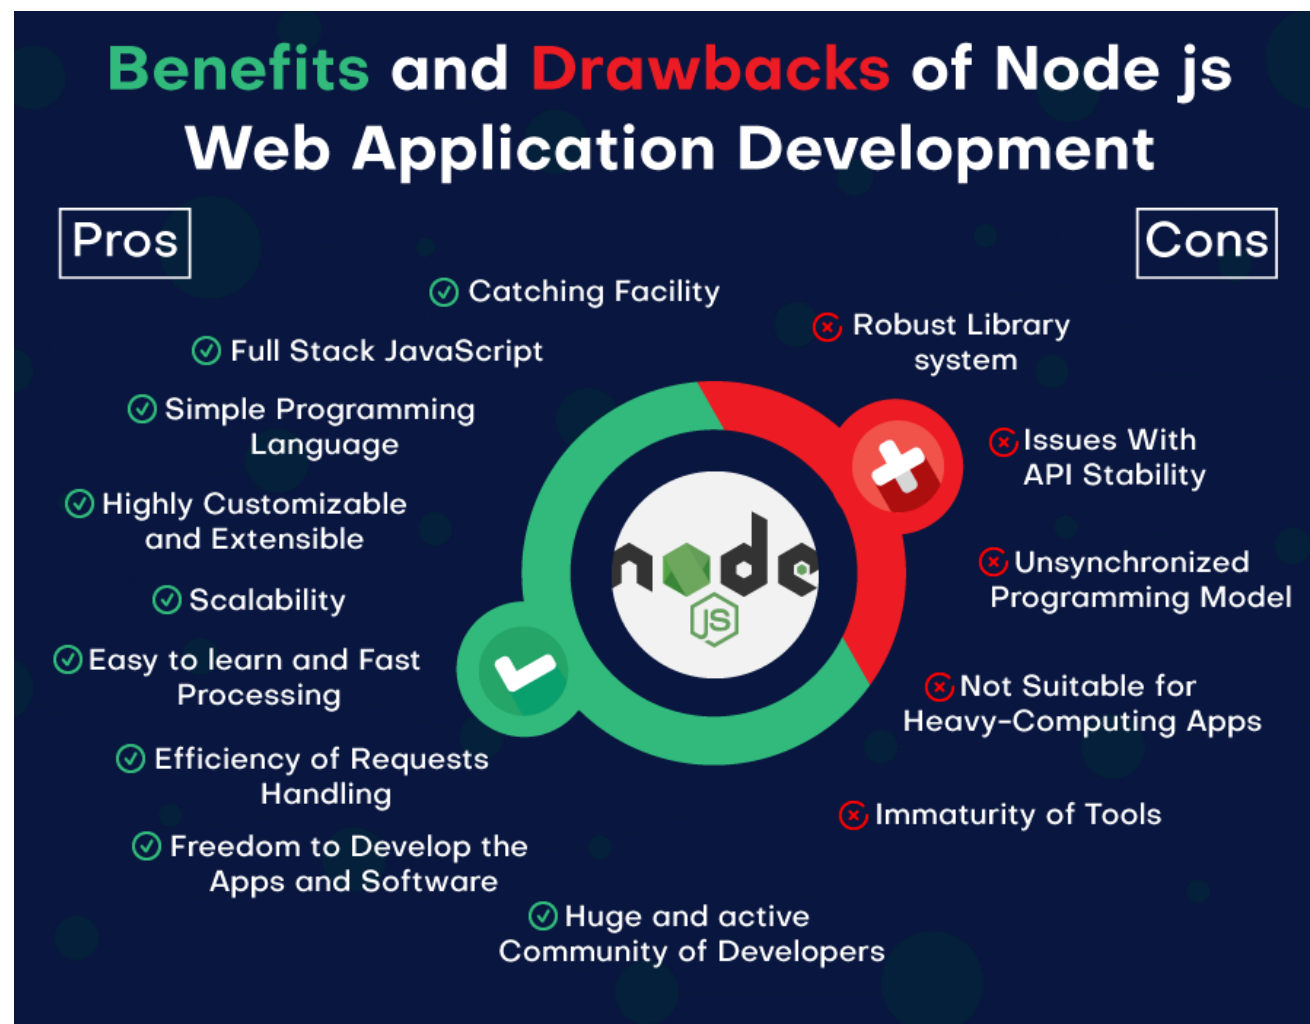 Benefits and Drawbacks of Node js
Web Application Development
Pros
Catching Facility
Full Stack JavaScript
Simple Programming
Language
Highly Customizable
and Extensible
Scalability
Easy to learn and Fast
Processing
Efficiency of Requests
Handling
Freedom to Develop the
Apps and Software
Huge and active
Community of Developers
Cons
Robust Library
system
Issues With
API Stability
Unsynchronized
Programming Model
Not Suitable for
Heavy-Computing Apps
Immaturity of Tools
node
JS